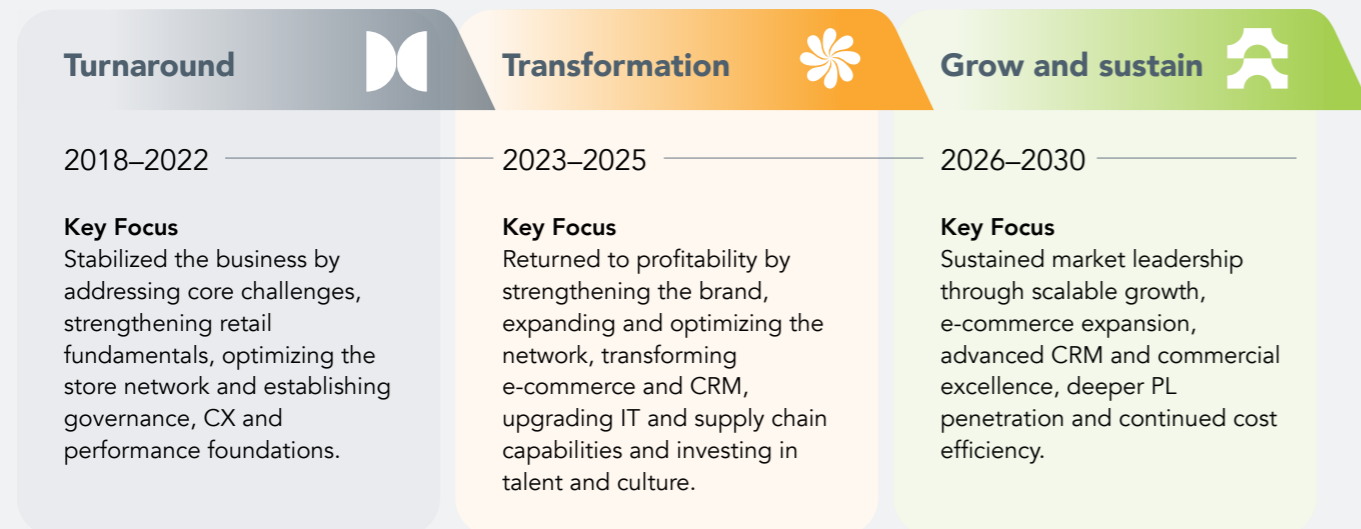 Turnaround
2018–2022
Key Focus
Stabilized the business by
addressing core challenges,
strengthening retail
fundamentals, optimizing the
store network and establishing
governance, CX and
performance foundations.
Transformation
2023–2025
Key Focus
Returned to profitability by
strengthening the brand,
expanding and optimizing the
network, transforming
e-commerce and CRM,
upgrading IT and supply chain
capabilities and investing in
talent and culture.
Grow and sustain
2026–2030
Key Focus
Sustained market leadership
through scalable growth,
e-commerce expansion,
advanced CRM and commercial
excellence, deeper PL
penetration and continued cost
efficiency.